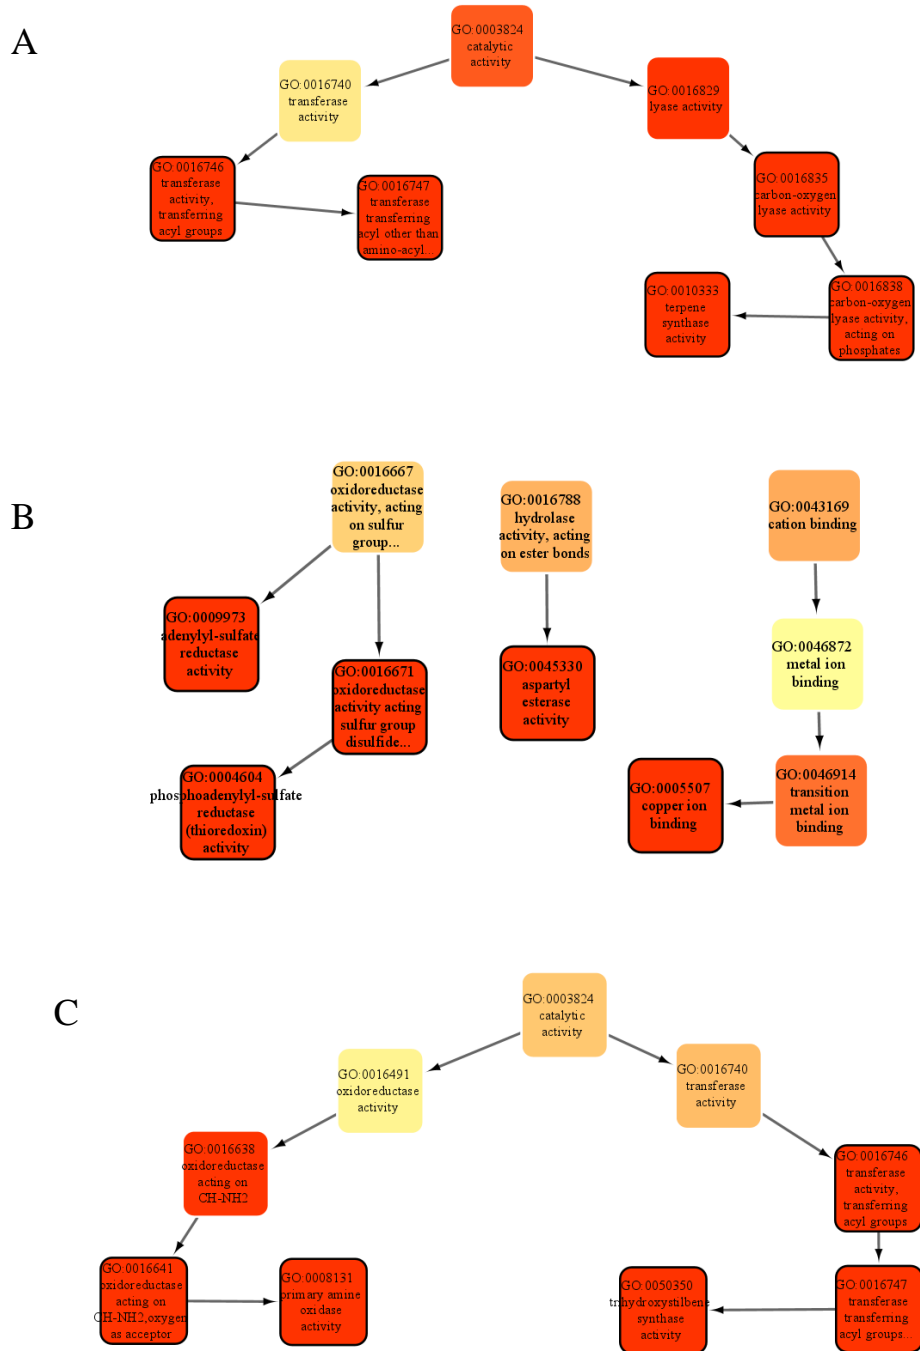 A
GO:0003824
catalytic
activity
GO:0016740
transferase
activity
GO:0016829
lyase activity
GO:0016746
transferase
activity,
transferring
acyl groups
GO:0016747
transferase
transferring
acyl other than
amino-acyl...
GO:0016835
carbon-oxygen
lyase activity
GO:0010333
terpene
synthase
activity
GO:0016838
carbon-oxygen
lyase activity,
acting on
phosphates
B
GO:0016667
oxidoreductase
activity, acting
on sulfur
group...
GO:0016788
hydrolase
activity, acting
on ester bonds
GO:0043169
cation binding
GO:0009973
adenylyl-sulfate
reductase
activity
GO:0016671
oxidoreductase
activity acting
sulfur group
disulfide...
GO:0045330
aspartyl
esterase
activity
GO:0046872
metal ion
binding
GO:0004604
phosphoadenylyl-sulfate
reductase
(thioredoxin)
activity
GO:0005507
copper ion
binding
GO:0046914
transition
metal ion
binding
C
GO:0003824
catalytic
activity
GO:0016491
oxidoreductase
activity
GO:0016740
transferase
activity
GO:0016638
oxidoreductase
acting on
CH-NH2
GO:0016746
transferase
activity,
transferring
acyl groups
GO:0016641
oxidoreductase
acting on
CH-NH2,oxygen
as acceptor
GO:0008131
primary amine
oxidase
activity
GO:0050350
trihydroxystilbene
synthase
activity
GO:0016747
transferase
transferring
acyl groups...